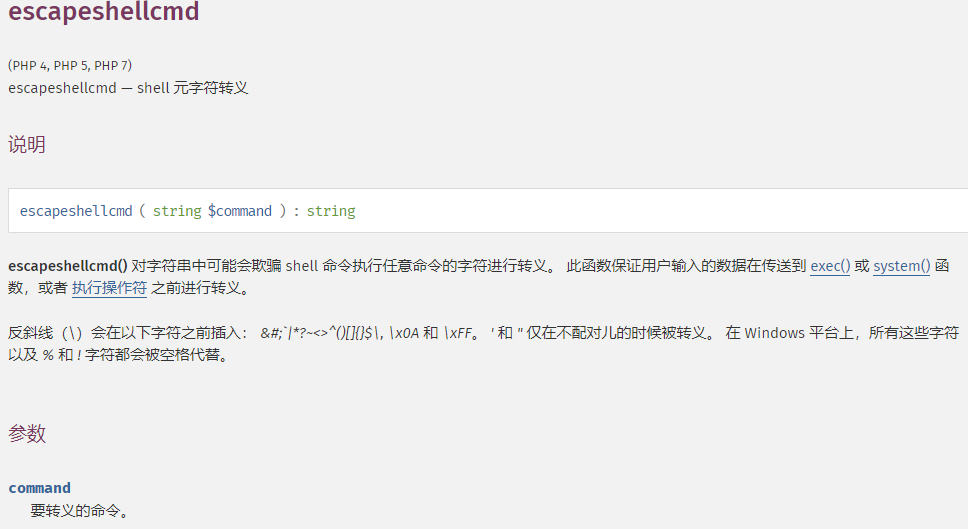 escapeshellcmd
(PHP 4, PHP 5, PHP 7)
escapeshellcmd — shell 元字符转义
说明
escapeshellcmd ( string $command ) : string
escapeshellcmd() 对字符串中可能会欺骗 shell 命令执行任意命令的字符进行转义。 此函数保证用户输入的数据在传送到 exec() 或 system() 函
数，或者 执行操作符 之前进行转义。
反斜线（\）会在以下字符之前插入： &#;`|*?~<>^()[]{}$\, \x0A 和 \xFF。 ' 和 " 仅在不配对儿的时候被转义。 在 Windows 平台上，所有这些字符
以及 % 和 ! 字符都会被空格代替。
参数
command
要转义的命令。